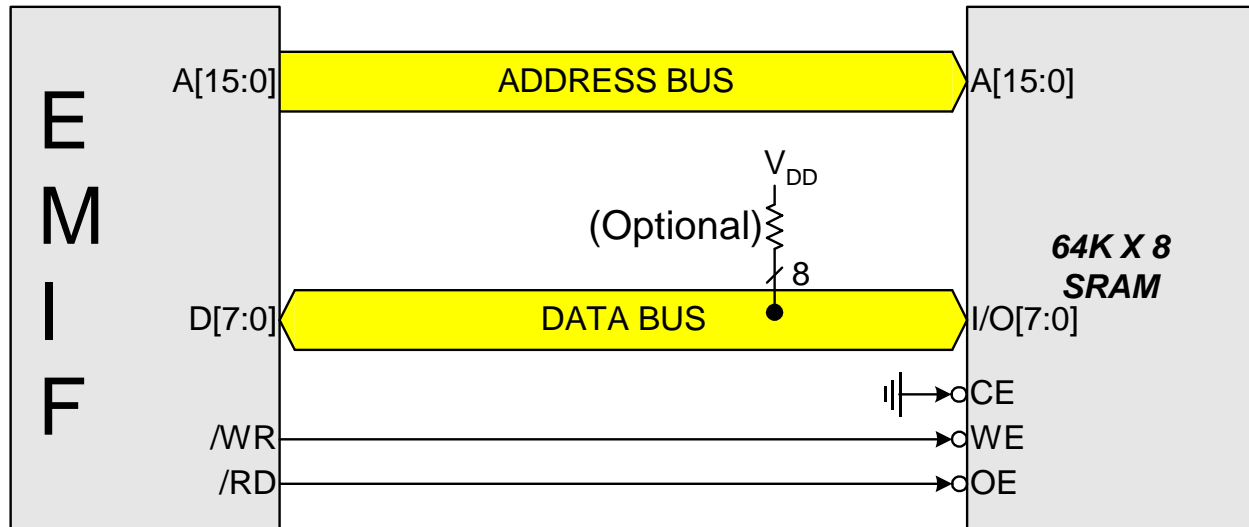 EMIF
A[15:0]
ADDRESS BUS
A[15:0]
VDD
(Optional)
8
64K X 8
SRAM
D[7:0]
DATA BUS
I/O[7:0]
CE
/WR
WE
/RD
OE